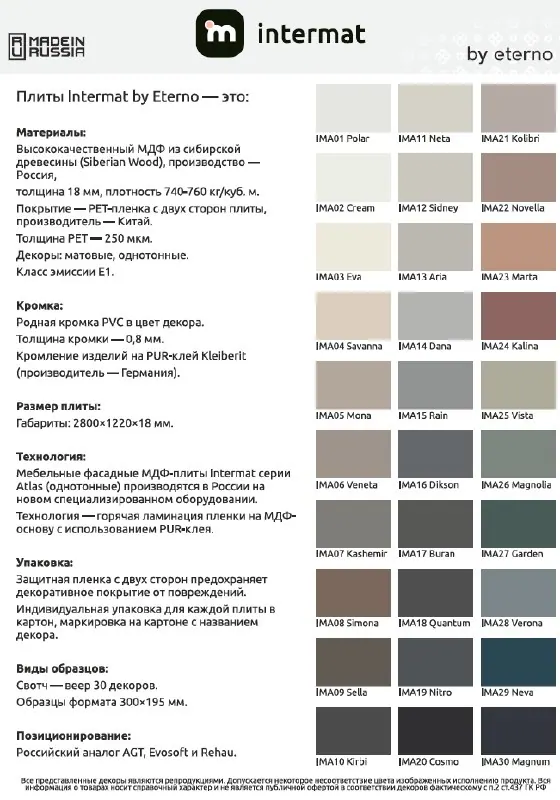 MADE IN
RUSSIA
im
intermat
by eterno
Плиты Intermat by Eterno — это:
Материалы:
Высококачественный МДФ из сибирской
древесины (Siberian Wood), производство —
Россия,
толщина 18 мм, плотность 740-760 кг/куб. м.
Покрытие — PET-пленка с двух сторон плиты,
производитель — Китай.
Толщина PET — 250 мкм.
Декоры: матовые, однотонные.
Класс эмиссии E1.
Кромка:
Родная кромка PVC в цвет декора.
Толщина кромки — 0,8 мм.
Кромление изделий на PUR-клей Kleiberit
(производитель — Германия).
Размер плиты:
Габариты: 2800×1220×18 мм.
Технология:
Мебельные фасадные МДФ-плиты Intermat серии
Atlas (однотонные) производятся в России на
новом специализированном оборудовании.
Технология — горячая ламинация пленки на МДФ-
основу с использованием PUR-клея.
Упаковка:
Защитная пленка с двух сторон предохраняет
декоративное покрытие от повреждений.
Индивидуальная упаковка для каждой плиты в
картон, маркировка на картоне с названием
декора.
Виды образцов:
Свотч — веер 30 декоров.
Образцы формата 300×195 мм.
Позиционирование:
Российский аналог AGT, Evosoft и Rehau.
IMA01 Polar IMA11 Neta IMA21 Kolibri
IMA02 Cream IMA12 Sidney IMA22 Novella
IMA03 Eva IMA13 Aria IMA23 Marta
IMA04 Savanna IMA14 Dana IMA24 Kalina
IMA05 Mona IMA15 Rain IMA25 Vista
IMA06 Veneta IMA16 Dikson IMA26 Magnolia
IMA07 Kashemir IMA17 Buran IMA27 Garden
IMA08 Simona IMA18 Quantum IMA28 Verona
IMA09 Sella IMA19 Nitro IMA29 Neva
IMA10 Kirbi IMA20 Cosmo IMA30 Magnum
Все представленные декоры являются репродукциями. Допускается некоторое несоответствие цвета изображенных исполнению продукта. Вся
информация о товарах носит справочный характер и не является публичной офертой в соответствии декоров фактическому с п.2 ст.437 ГК РФ